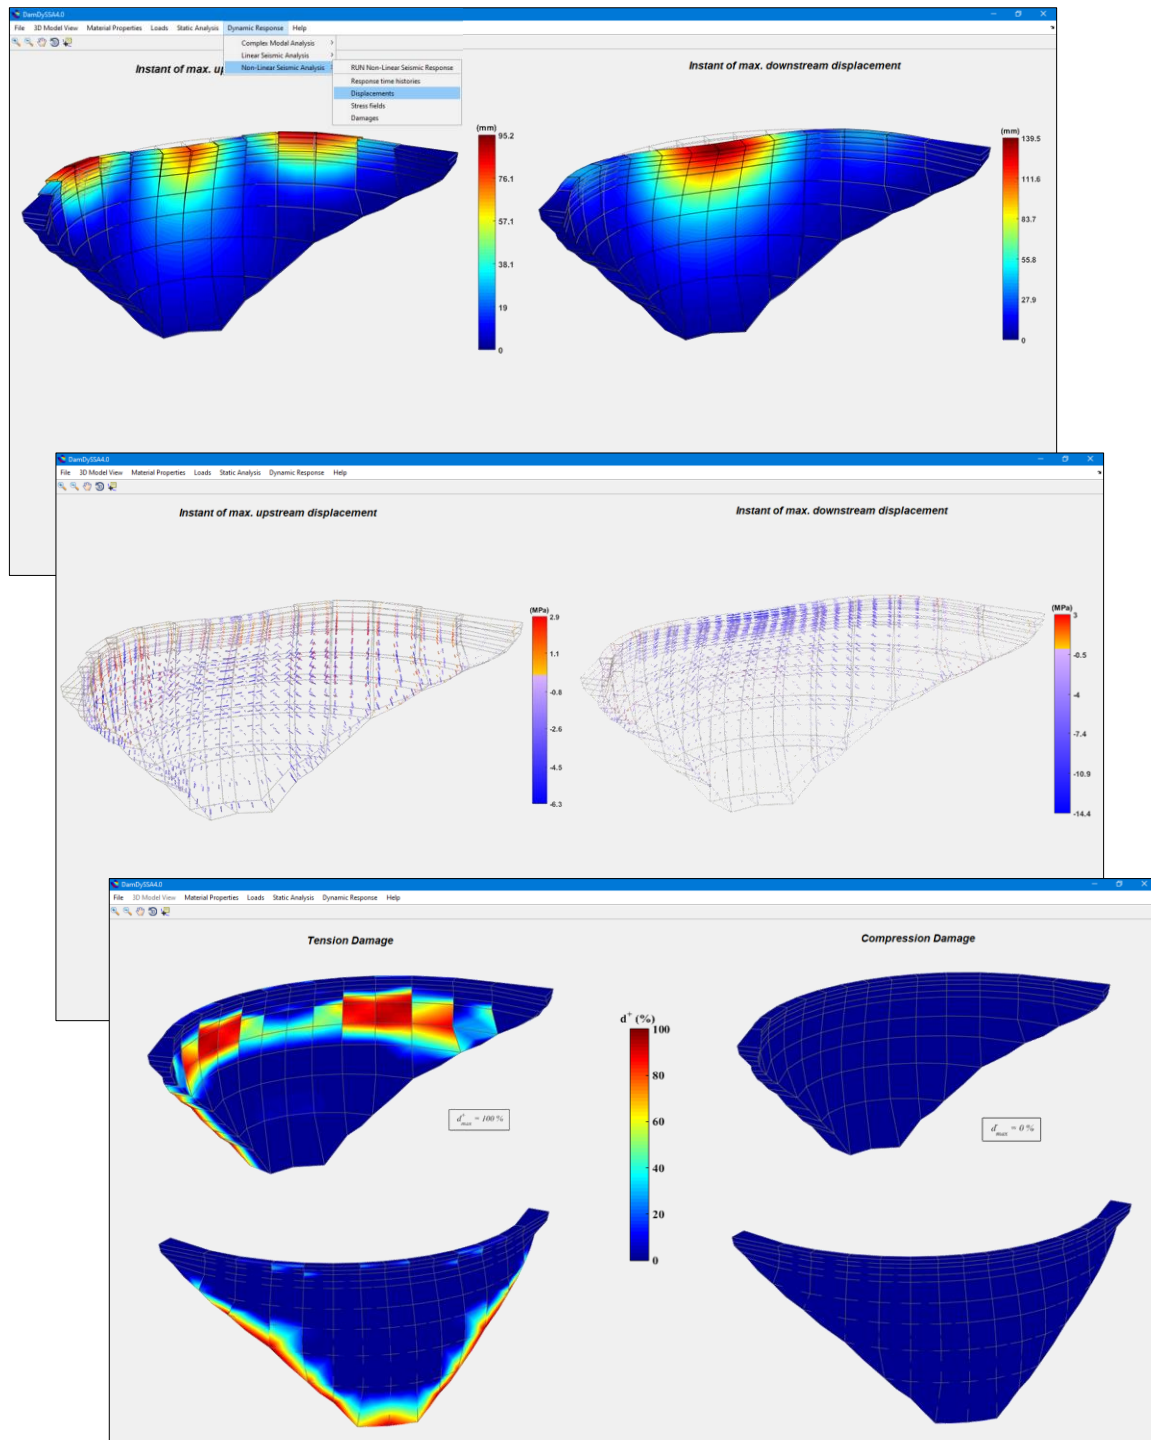 DamDySSA4.0
File 3D Model View Material Properties Loads Static Analysis Dynamic Response Help
Complex Modal Analysis
Linear Seismic Analysis
Non-Linear Seismic Analysis
RUN Non-Linear Seismic Response
Response time histories
Displacements
Stress fields
Damages
Instant of max. up
Instant of max. downstream displacement
(mm)
95.2
76.1
57.1
38.1
19
0
(mm)
139.5
111.6
83.7
55.8
27.9
0
DamDySSA4.0
File 3D Model View Material Properties Loads Static Analysis Dynamic Response Help
Instant of max. upstream displacement
Instant of max. downstream displacement
(MPa)
2.9
1.1
-0.8
-2.6
-4.5
-6.3
(MPa)
3
-0.5
-4
-7.4
-10.9
-14.4
DamDySSA4.0
File 3D Model View Material Properties Loads Static Analysis Dynamic Response Help
Tension Damage
Compression Damage
d+ (%)
100
80
60
40
20
0
d+max = 100 %
d-max = 0 %